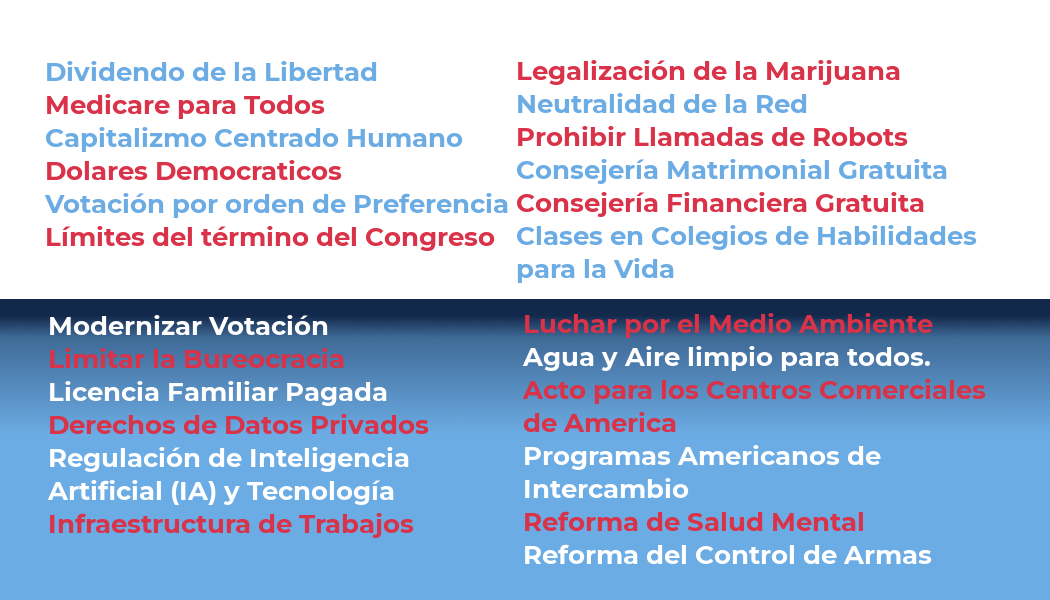 Dividendo de la Libertad
Medicare para Todos
Capitalizmo Centrado Humano
Dolares Democraticos
Votación por orden de Preferencia
Límites del término del Congreso
Legalización de la Marijuana
Neutralidad de la Red
Prohibir Llamadas de Robots
Consejería Matrimonial Gratuita
Consejería Financiera Gratuita
Clases en Colegios de Habilidades
para la Vida
Modernizar Votación
Limitar la Bureocracia
Licencia Familiar Pagada
Derechos de Datos Privados
Regulación de Inteligencia
Artificial (IA) y Tecnología
Infraestructura de Trabajos
Luchar por el Medio Ambiente
Agua y Aire limpio para todos.
Acto para los Centros Comerciales
de America
Programas Americanos de
Intercambio
Reforma de Salud Mental
Reforma del Control de Armas